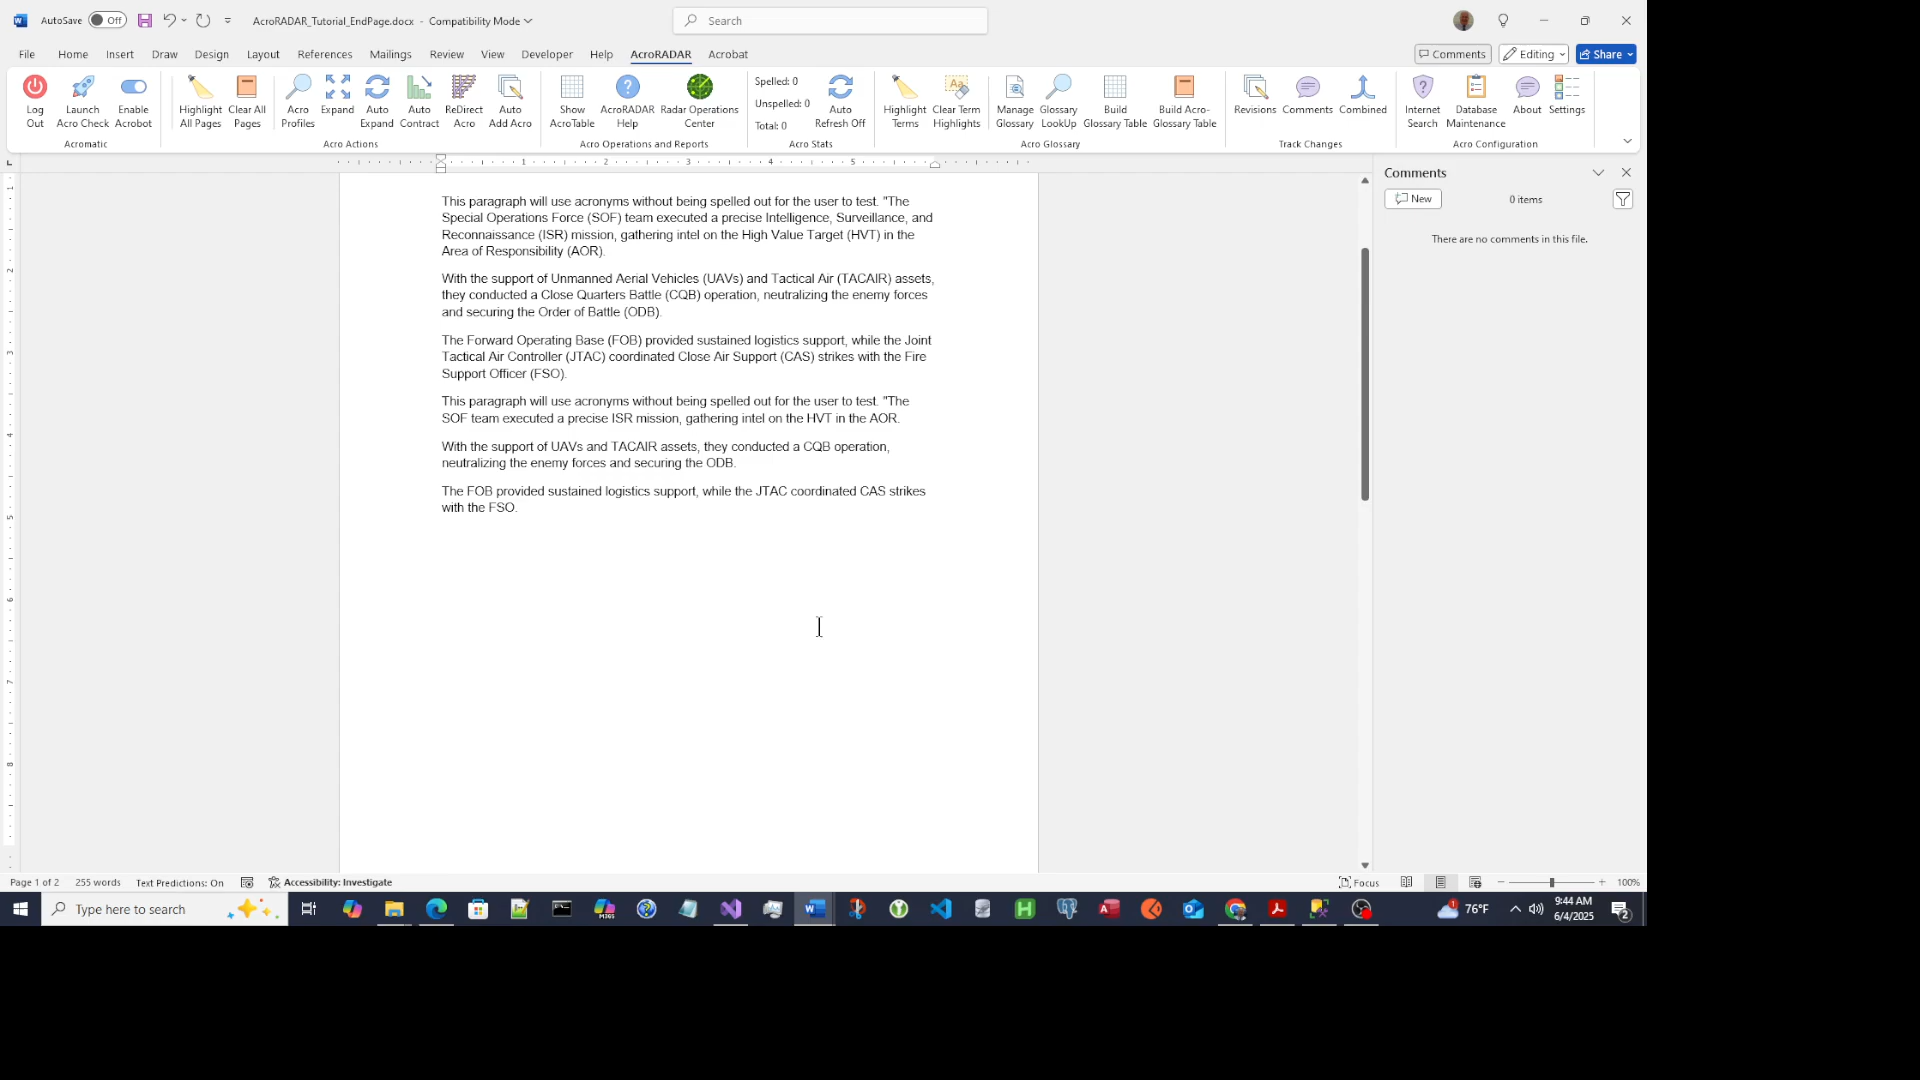 AutoSave Off AcroRADAR_Tutorial_EndPage.docx - Compatibility Mode Search
File Home Insert Draw Design Layout References Mailings Review View Developer Help AcroRADAR Acrobat Comments Editing Share
Log Out Launch Acro Check Enable Acrobot Highlight All Pages Clear All Pages Acro Profiles Expand Auto Expand Auto Contract ReDirect Acro Auto Add Acro Show AcroTable AcroRADAR Help Radar Operations Center Spelled: 0 Unspelled: 0 Total: 0 Auto Refresh Off Highlight Terms Clear Term Highlights Manage Glossary Glossary LookUp Build Glossary Table Build Acro-Glossary Table Revisions Comments Combined Internet Search Database Maintenance About Settings
Acromatic Acro Actions Acro Operations and Reports Acro Stats Acro Glossary Track Changes Acro Configuration
1 2 3 4 5
Comments
New 0 items
There are no comments in this file.
This paragraph will use acronyms without being spelled out for the user to test. "The
Special Operations Force (SOF) team executed a precise Intelligence, Surveillance, and
Reconnaissance (ISR) mission, gathering intel on the High Value Target (HVT) in the
Area of Responsibility (AOR).
With the support of Unmanned Aerial Vehicles (UAVs) and Tactical Air (TACAIR) assets,
they conducted a Close Quarters Battle (CQB) operation, neutralizing the enemy forces
and securing the Order of Battle (ODB).
The Forward Operating Base (FOB) provided sustained logistics support, while the Joint
Tactical Air Controller (JTAC) coordinated Close Air Support (CAS) strikes with the Fire
Support Officer (FSO).
This paragraph will use acronyms without being spelled out for the user to test. "The
SOF team executed a precise ISR mission, gathering intel on the HVT in the AOR.
With the support of UAVs and TACAIR assets, they conducted a CQB operation,
neutralizing the enemy forces and securing the ODB.
The FOB provided sustained logistics support, while the JTAC coordinated CAS strikes
with the FSO.
Page 1 of 2 255 words Text Predictions: On Accessibility: Investigate Focus 100%
Type here to search 76°F 9:44 AM
6/4/2025